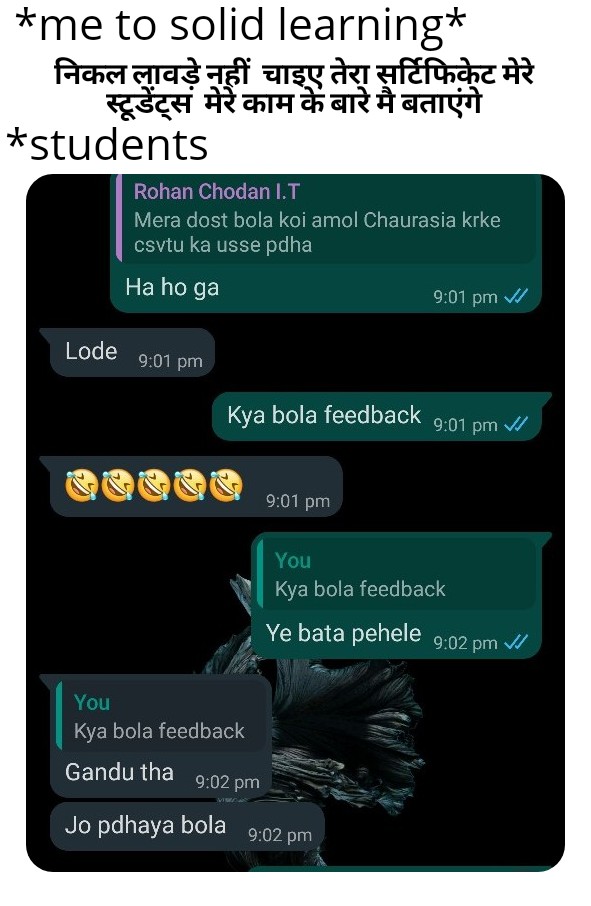 *me to solid learning*
निकल लावड़े नहीं चाइए तेरा सर्टिफिकेट मेरे
स्टूडेंट्स मेरे काम के बारे मै बताएंगे
*students
Rohan Chodan I.T
Mera dost bola koi amol Chaurasia krke
csvtu ka usse pdha
Ha ho ga 9:01 pm
Lode 9:01 pm
Kya bola feedback 9:01 pm
🤣🤣🤣🤣🤣 9:01 pm
You
Kya bola feedback
Ye bata pehele 9:02 pm
You
Kya bola feedback
Gandu tha 9:02 pm
Jo pdhaya bola 9:02 pm